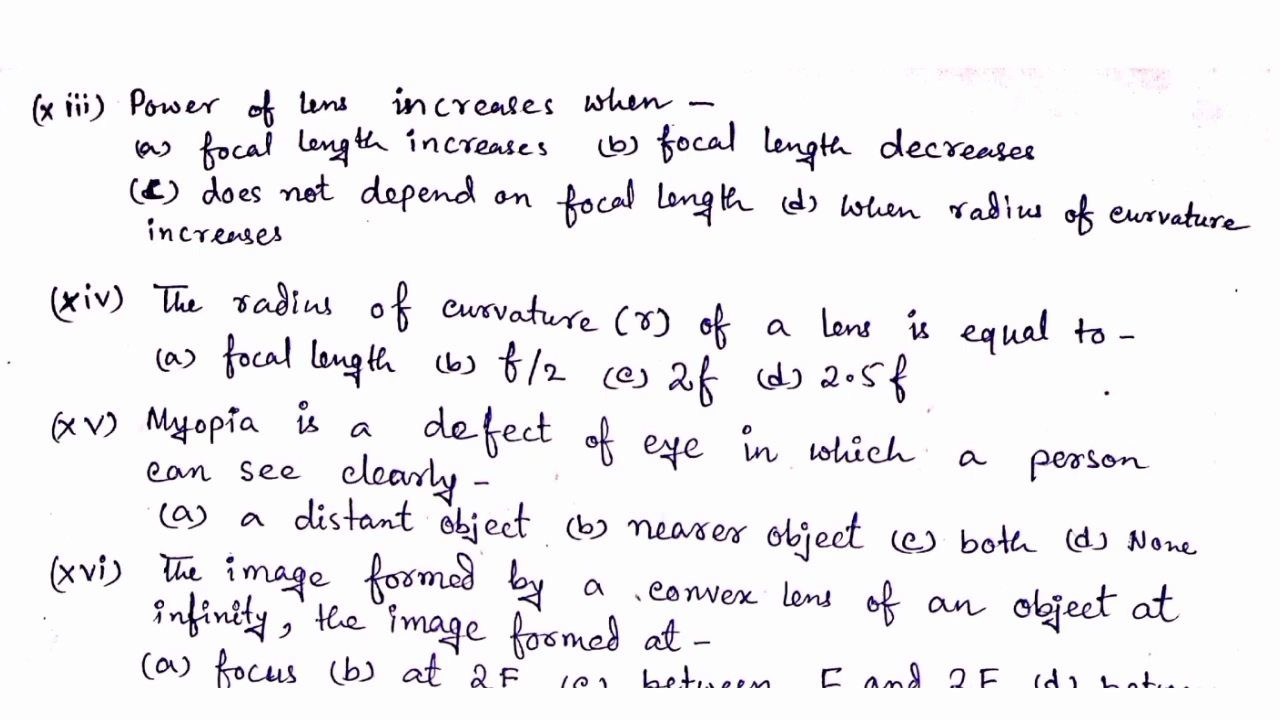 (xiii) Power of lens increases when —
(a) focal length increases (b) focal length decreases
(c) does not depend on focal length (d) when radius of curvature
increases
(xiv) The radius of curvature (r) of a lens is equal to -
(a) focal length (b) f/2 (c) 2f (d) 2.5f
(xv) Myopia is a defect of eye in which a person
can see clearly -
(a) a distant object (b) nearer object (c) both (d) None
(xvi) The image formed by a convex lens of an object at
infinity, the image formed at -
(a) focus (b) at 2F (c) between F and 2F (d)